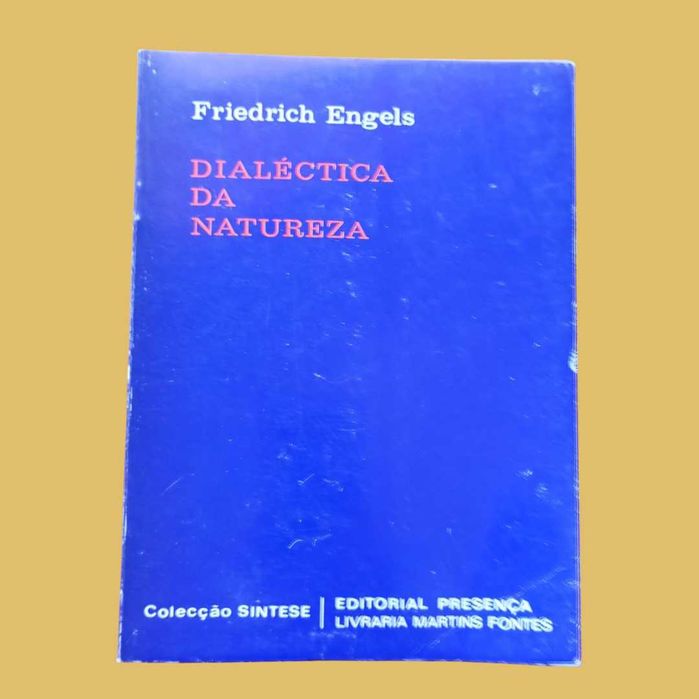 Friedrich Engels
DIALÉCTICA
DA
NATUREZA
Colecção SINTESE
EDITORIAL PRESENÇA
LIVRARIA MARTINS FONTES